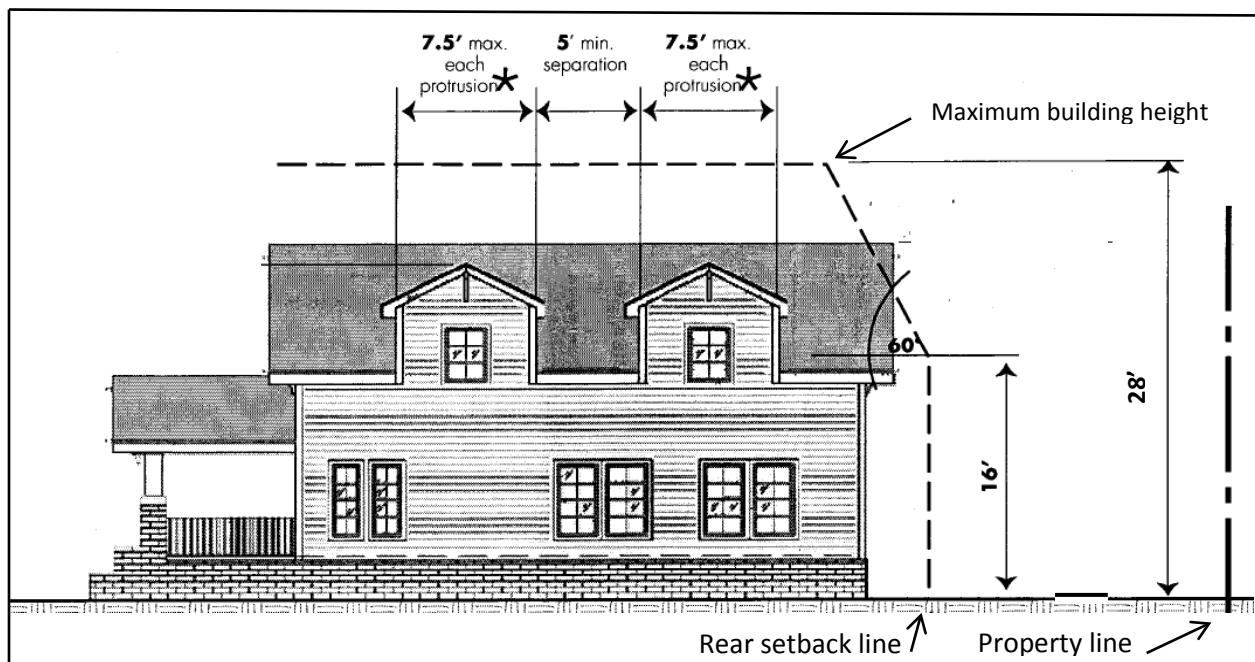 7.5' max.
each
protrusion*
5' min.
separation
7.5' max.
each
protrusion*
Maximum building height
60°
28'
16'
Rear setback line
Property line